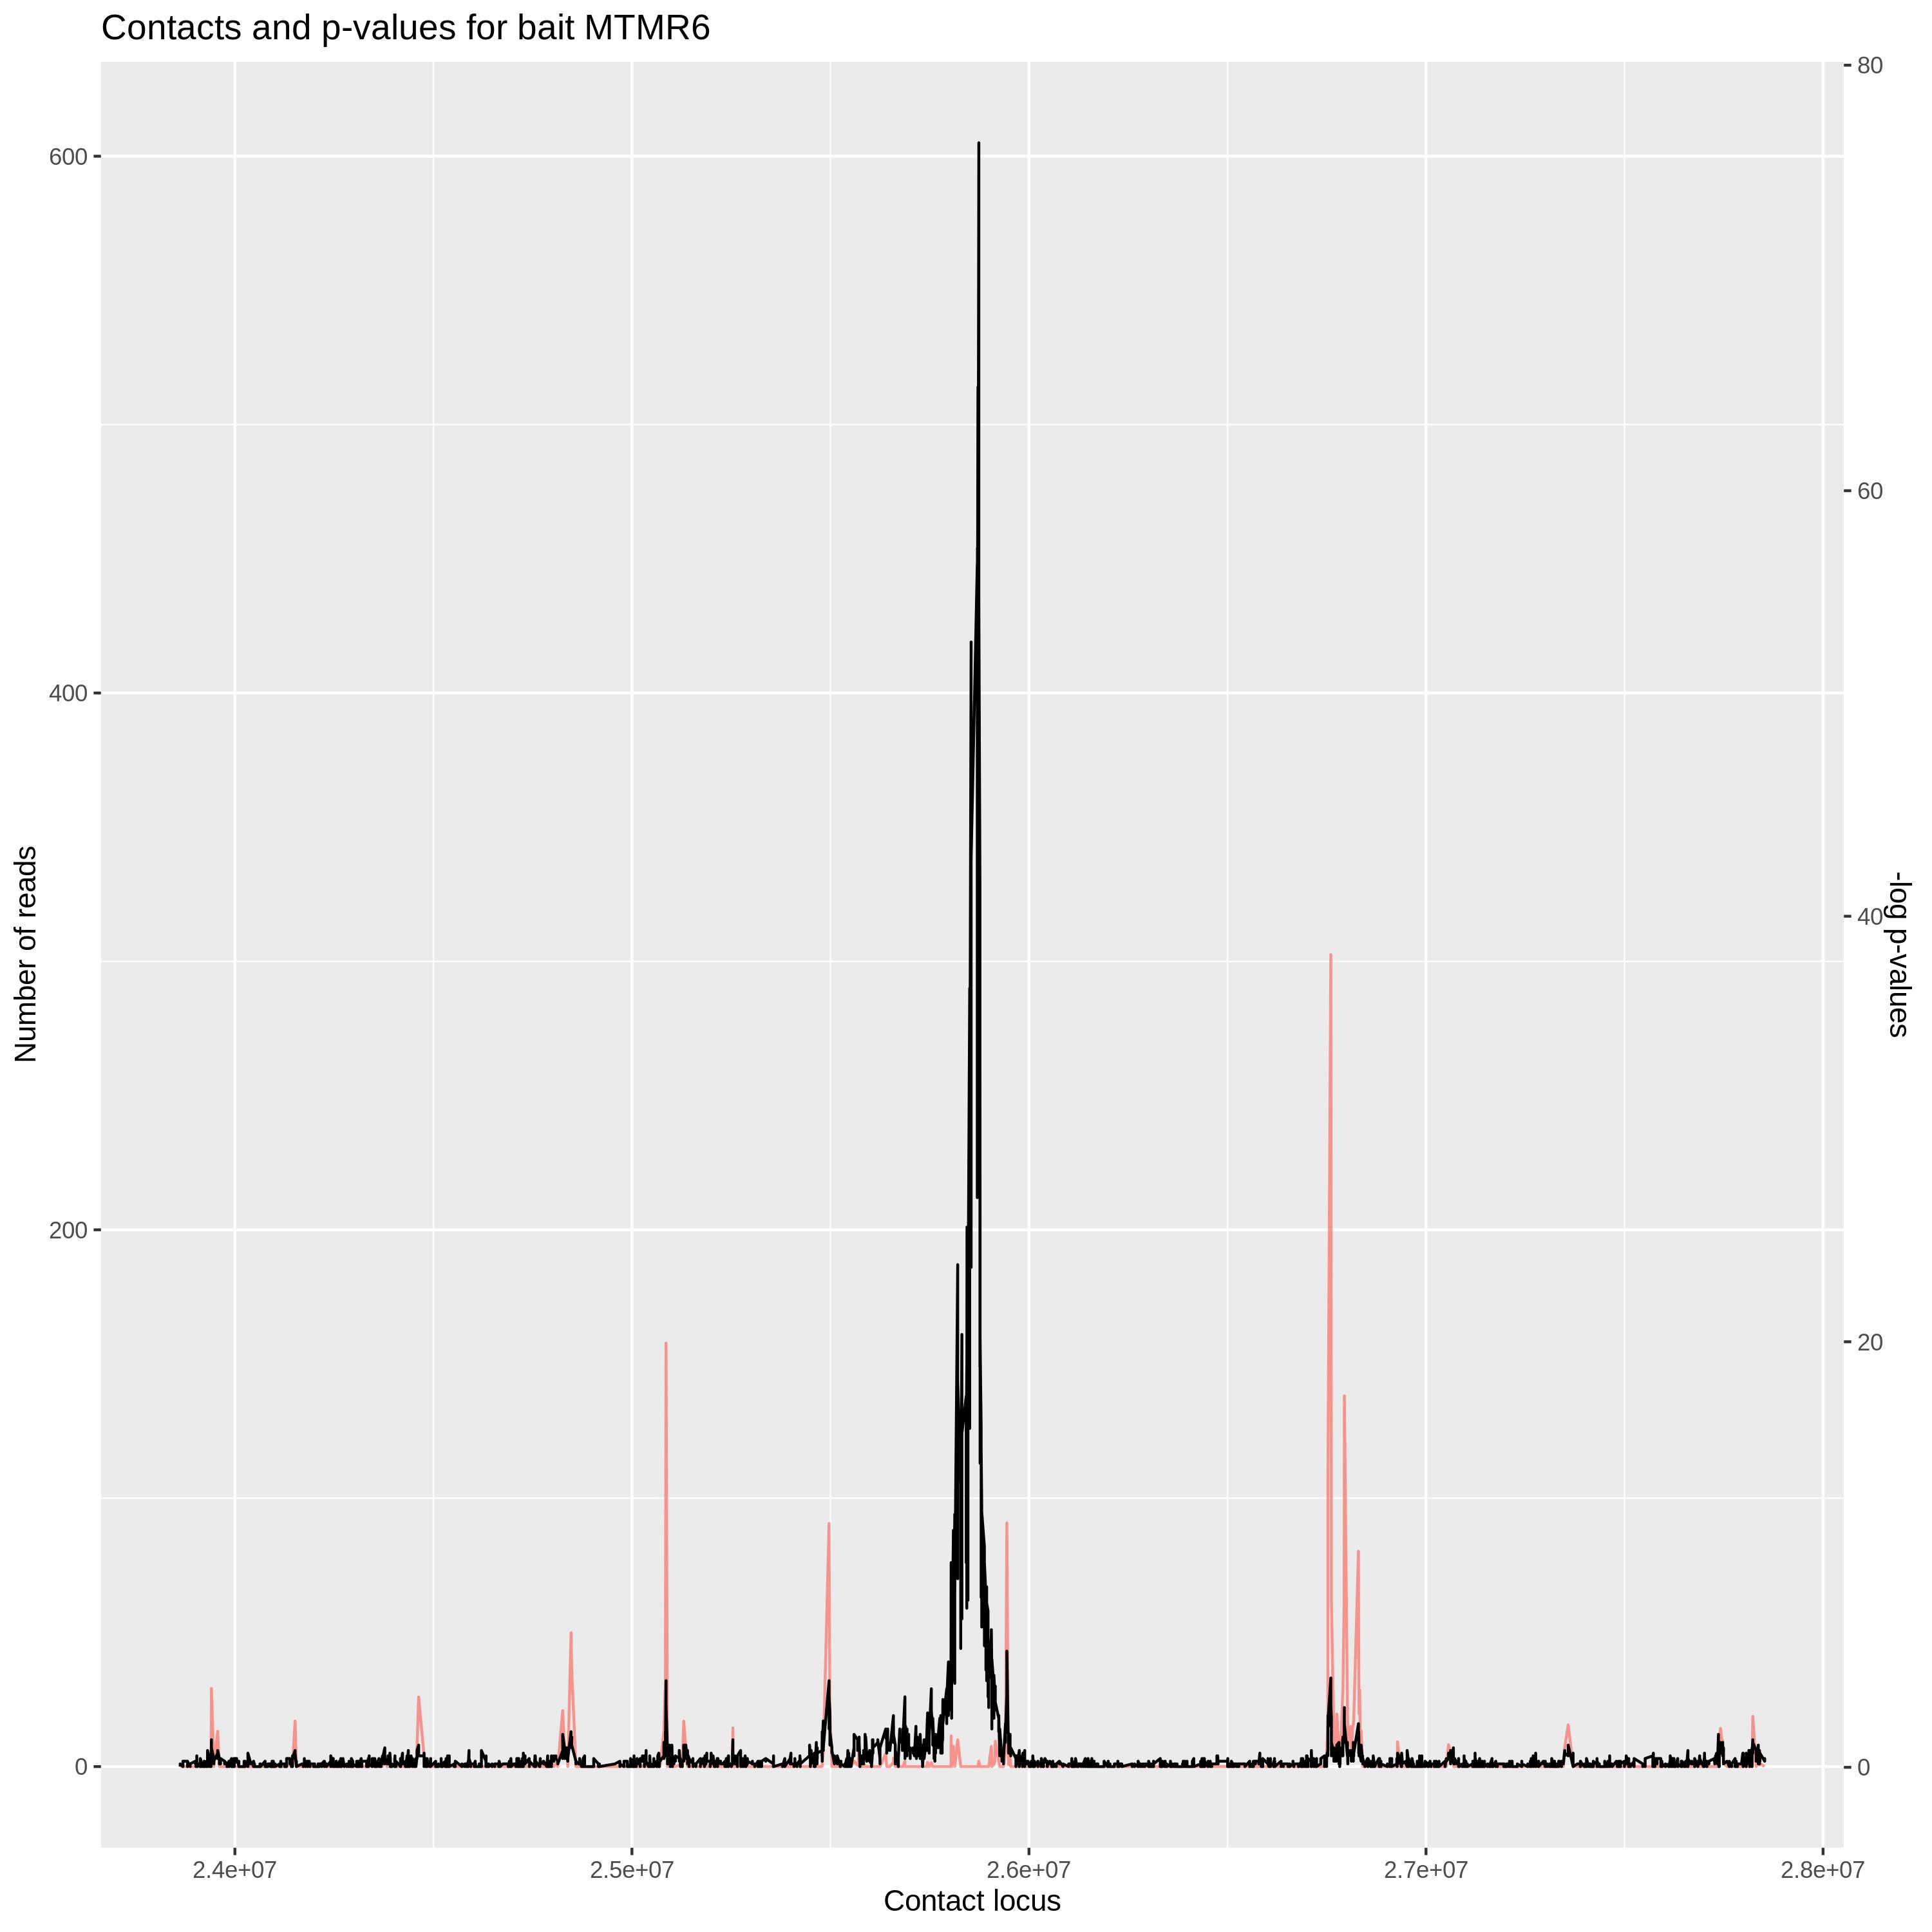 Contacts and p-values for bait MTMR6
600
400
200
0
Number of reads
80
60
40
20
0
-log p-values
2.4e+07
2.5e+07
2.6e+07
2.7e+07
2.8e+07
Contact locus